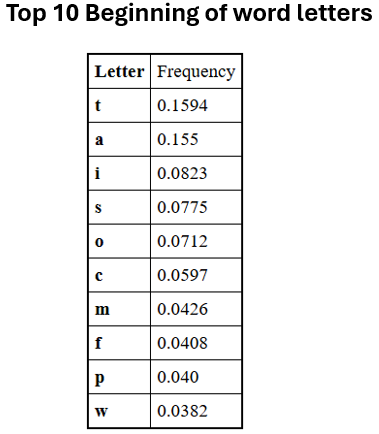 Top 10 Beginning of word letters
Letter Frequency
t 0.1594
a 0.155
i 0.0823
s 0.0775
o 0.0712
c 0.0597
m 0.0426
f 0.0408
p 0.040
w 0.0382